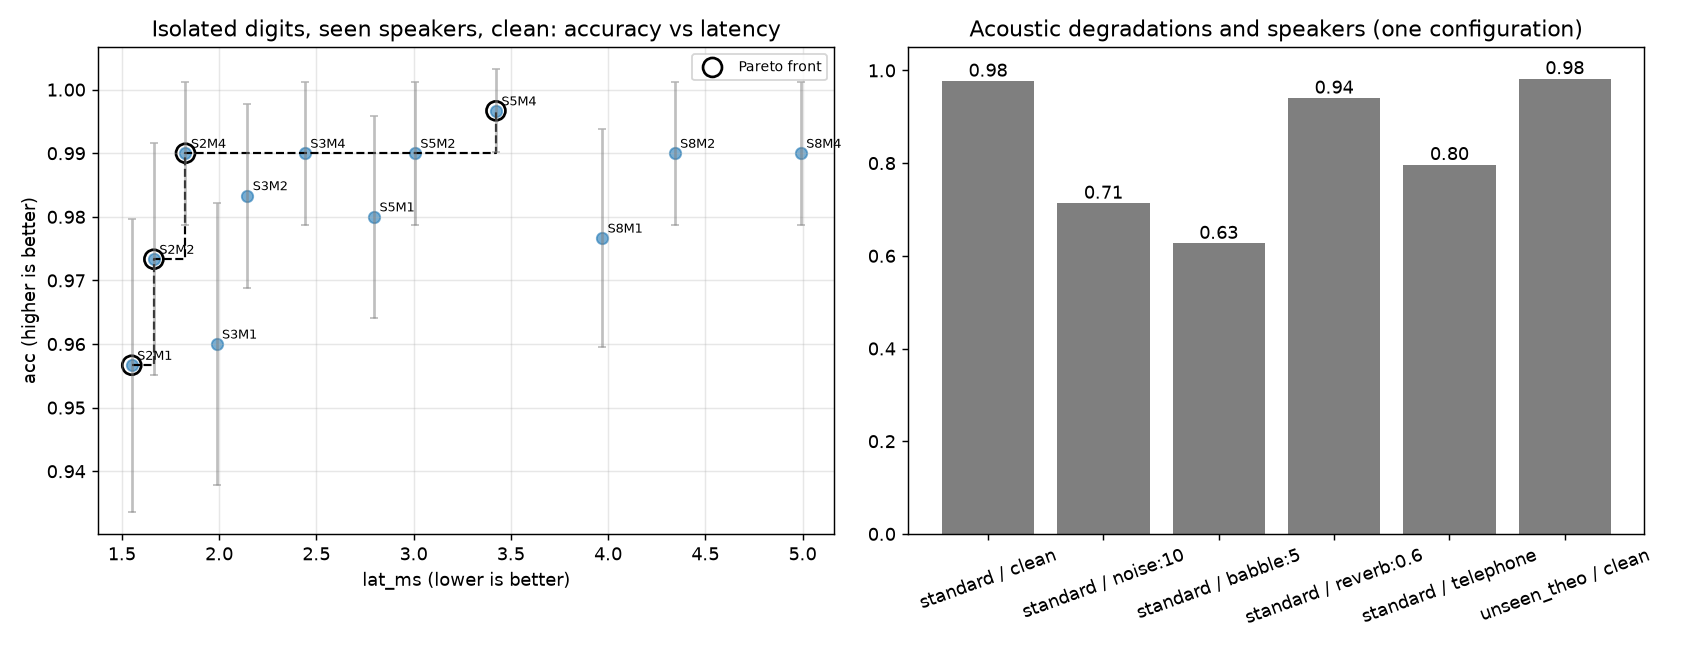 Isolated digits, seen speakers, clean: accuracy vs latency
Pareto front
acc (higher is better)
1.00
0.99
0.98
0.97
0.96
0.95
0.94
S5M4
S2M4
S3M4
S5M2
S8M2
S8M4
S3M2
S5M1
S8M1
S2M2
S3M1
S2M1
1.5 2.0 2.5 3.0 3.5 4.0 4.5 5.0
lat_ms (lower is better)
Acoustic degradations and speakers (one configuration)
1.0
0.8
0.6
0.4
0.2
0.0
0.98
0.71
0.63
0.94
0.80
0.98
standard / clean
standard / noise:10
standard / babble:5
standard / reverb:0.6
standard / telephone
unseen_theo / clean